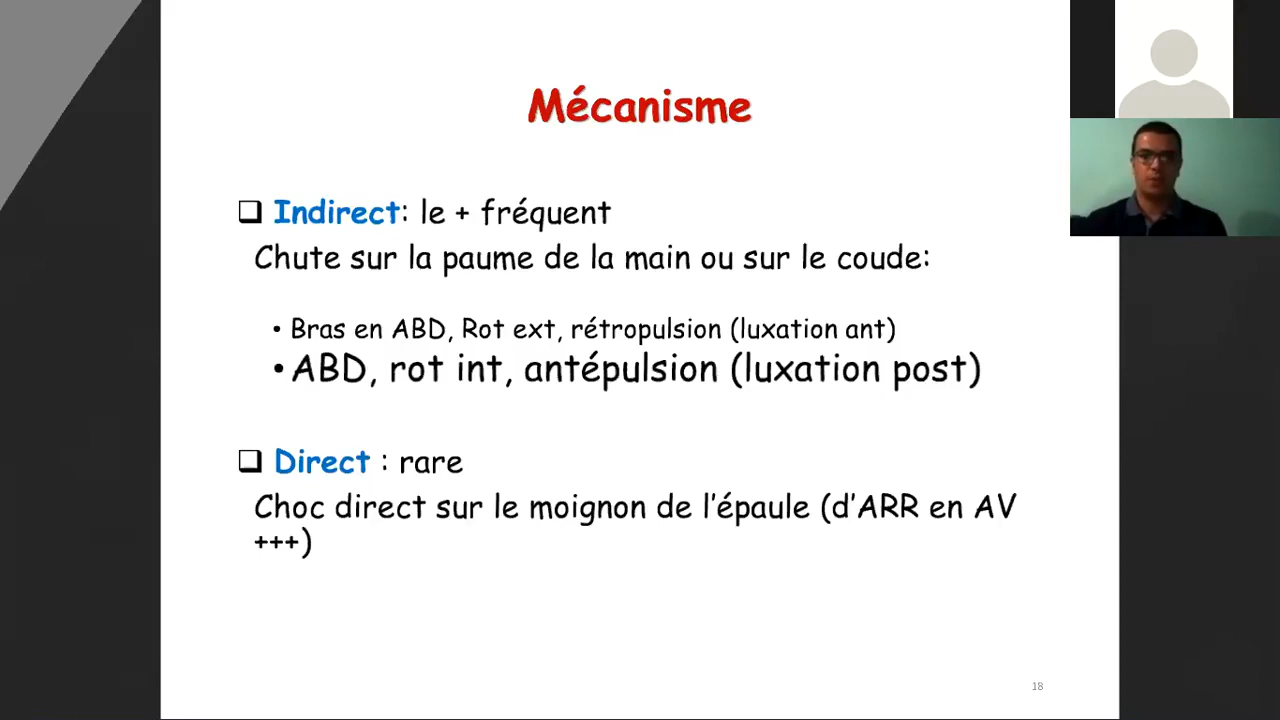 Mécanisme
Indirect: le + fréquent
Chute sur la paume de la main ou sur le coude:
• Bras en ABD, Rot ext, rétropulsion (luxation ant)
• ABD, rot int, antépulsion (luxation post)
Direct : rare
Choc direct sur le moignon de l’épaule (d’ARR en AV
+++)
18